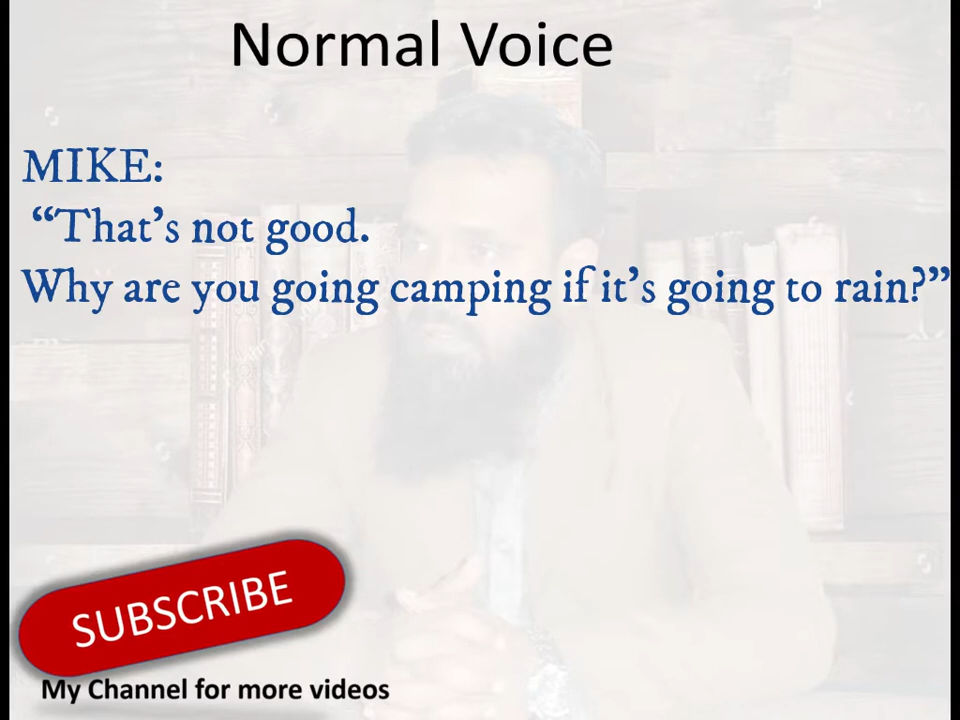 Normal Voice
MIKE:
“That’s not good.
Why are you going camping if it’s going to rain?”
SUBSCRIBE
My Channel for more videos